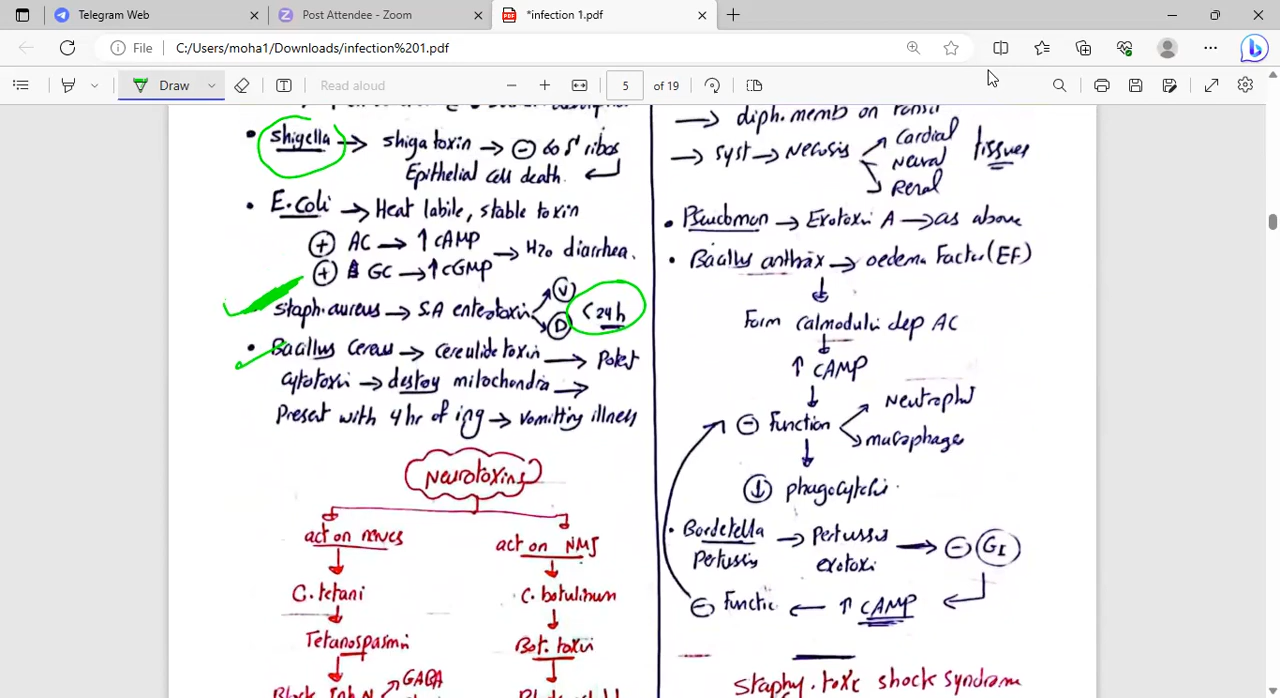 Telegram Web
Post Attendee - Zoom
*infection 1.pdf
File C:/Users/moha1/Downloads/infection%201.pdf
Draw
Read aloud
5 of 19
• Shigella → shiga toxin → ⊖ 60 S ribos
Epithelial cell death.
• E.coli → Heat labile, stable toxin
⊕ AC → ↑ cAMP → H2o diarrhea.
⊕ GC → ↑ cGMP
Staph.aureus → S.A enterotoxin V D < 24 h
• Bacillus Cereus → Cereulide toxin →
Cytotoxin → destroy mitochondria →
Present with 4 hr of ing → vomitting illness
Neurotoxins
act on nerves
act on NMJ
C. tetani
C. botulinum
Tetanospasmin
Bot. toxin
GABA
→ diph. memb on
→ syst → Necrosis Cardial Neural Renal tissues
• Pseudomon → Exotoxin A → as above
• Bacillus anthrax → oedema Factor (EF)
Form calmodulin dep AC
↑ CAMP
⊖ Function Neutrophil macrophages
↓ phagocytosis
• Bordetella Pertussis → Pertussis exotoxin → ⊖ GI
⊖ Function ← ↑ CAMP
Staphy. toxic shock syndrome